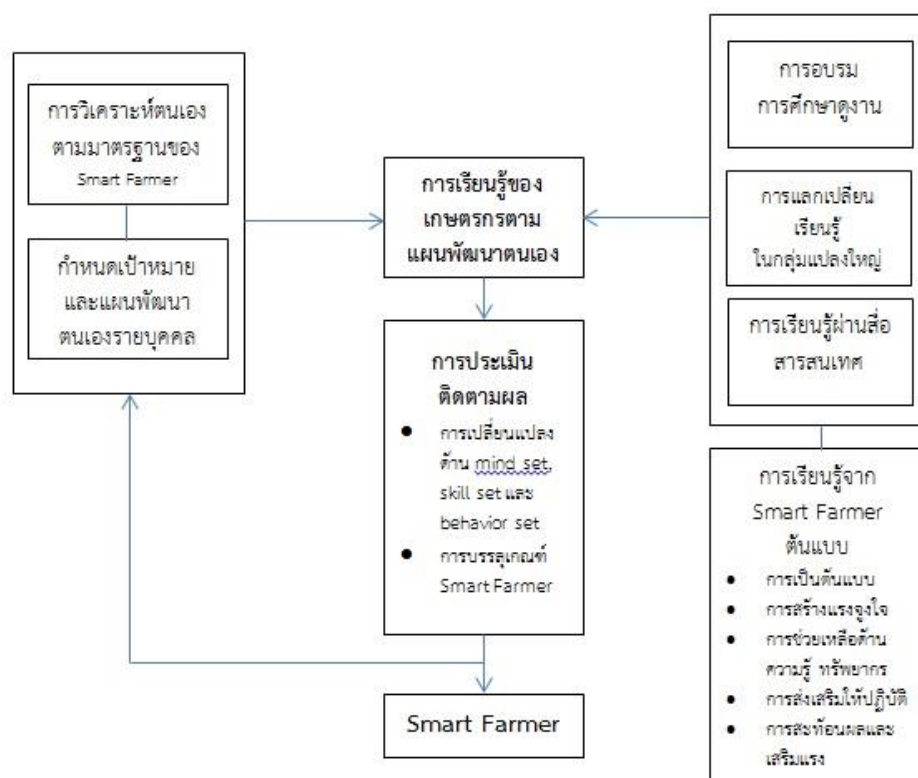 การวิเคราะห์ตนเอง
ตามมาตรฐานของ
Smart Farmer
กำหนดเป้าหมาย
และแผนพัฒนา
ตนเองรายบุคคล
การเรียนรู้ของ
เกษตรกรตาม
แผนพัฒนาตนเอง
การประเมิน
ติดตามผล
● การเปลี่ยนแปลง
ด้าน mind set,
skill set และ
behavior set
● การบรรลุเกณฑ์
Smart Farmer
Smart Farmer
การอบรม
การศึกษาดูงาน
การแลกเปลี่ยน
เรียนรู้
ในกลุ่มแปลงใหญ่
การเรียนรู้ผ่านสื่อ
สารสนเทศ
การเรียนรู้จาก
Smart Farmer
ต้นแบบ
● การเป็นต้นแบบ
● การสร้างแรงจูงใจ
● การช่วยเหลือด้าน
ความรู้ ทรัพยากร
● การส่งเสริมให้ปฏิบัติ
● การสะท้อนผลและ
เสริมแรง